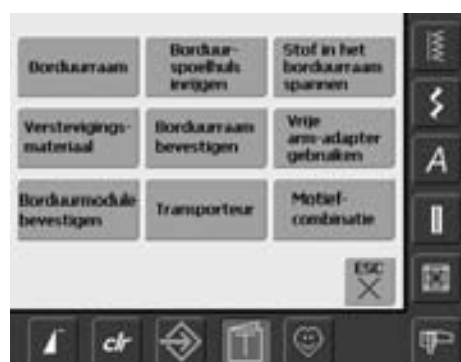 Borduurraam
Borduur-
spoelhuls
inrijgen
Stof in het
borduurraam
spannen
Verstevigings-
materiaal
Borduurraam
bevestigen
Vrije
arm-adapter
gebruiken
Borduurmodule
bevestigen
Transporteur
Motief-
combinatie
ESC
A
clr